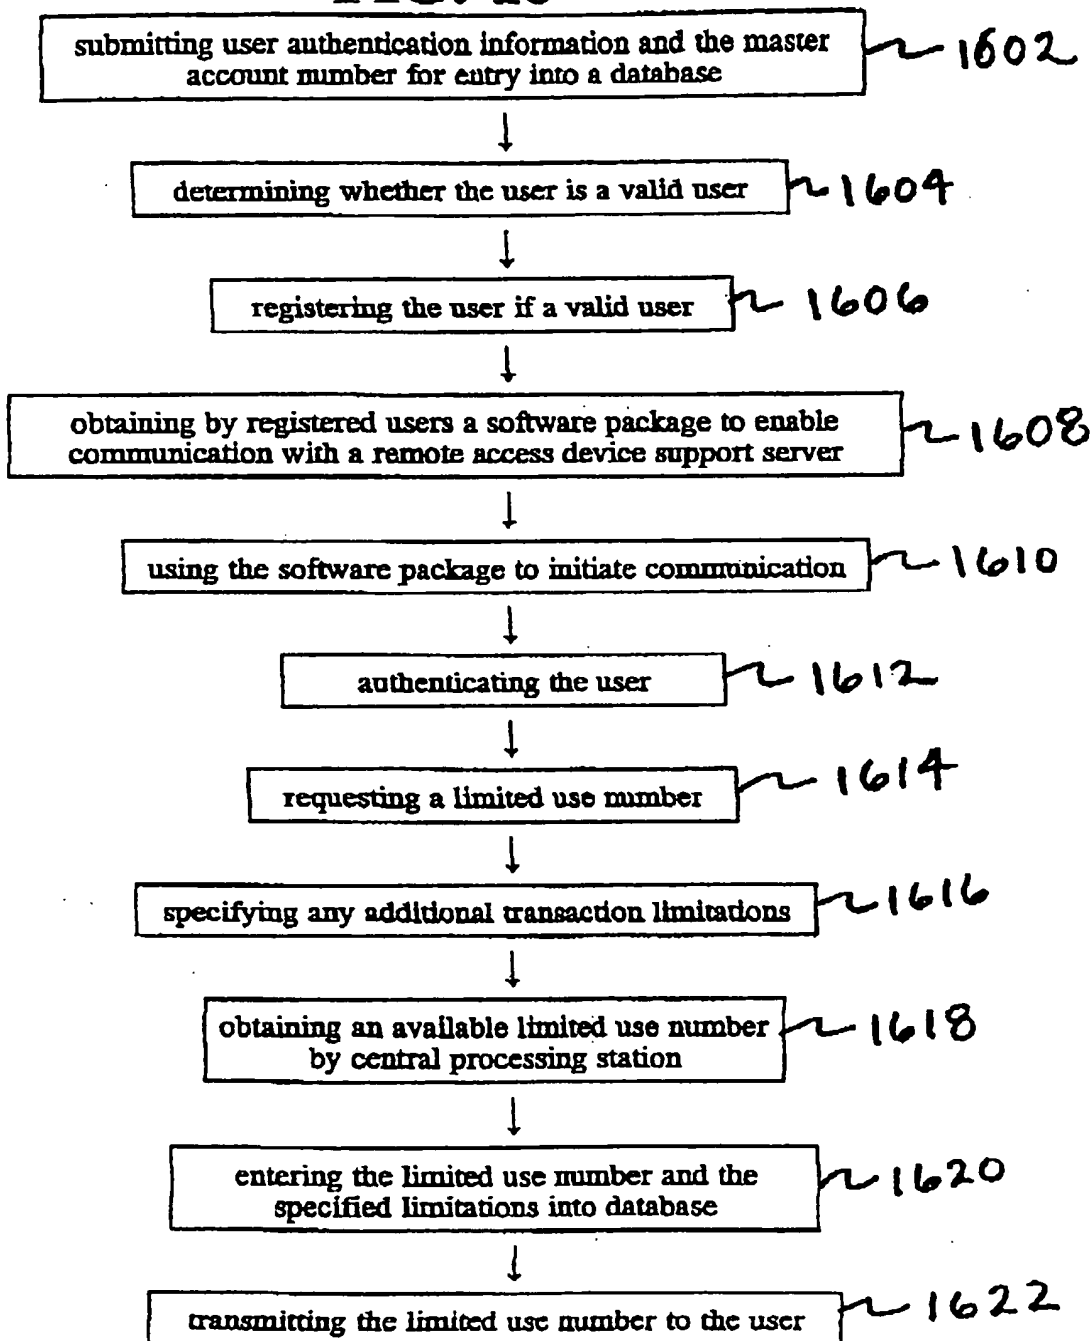 submitting user authentication information and the master 1602
account number for entry into a database
determining whether the user is a valid user 1604
registering the user if a valid user 1606
obtaining by registered users a software package to enable 1608
communication with a remote access device support server
using the software package to initiate communication 1610
authenticating the user 1612
requesting a limited use number 1614
specifying any additional transaction limitations 1616
obtaining an available limited use number 1618
by central processing station
entering the limited use number and the 1620
specified limitations into database
transmitting the limited use number to the user 1622